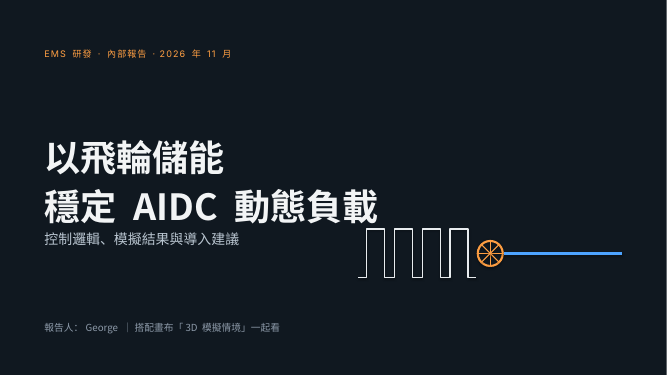 EMS 研發 · 內部報告 · 2026 年 11 月
以飛輪儲能
穩定 AIDC 動態負載
控制邏輯、模擬結果與導入建議
報告人： George ｜ 搭配畫布「 3D 模擬情境」一起看